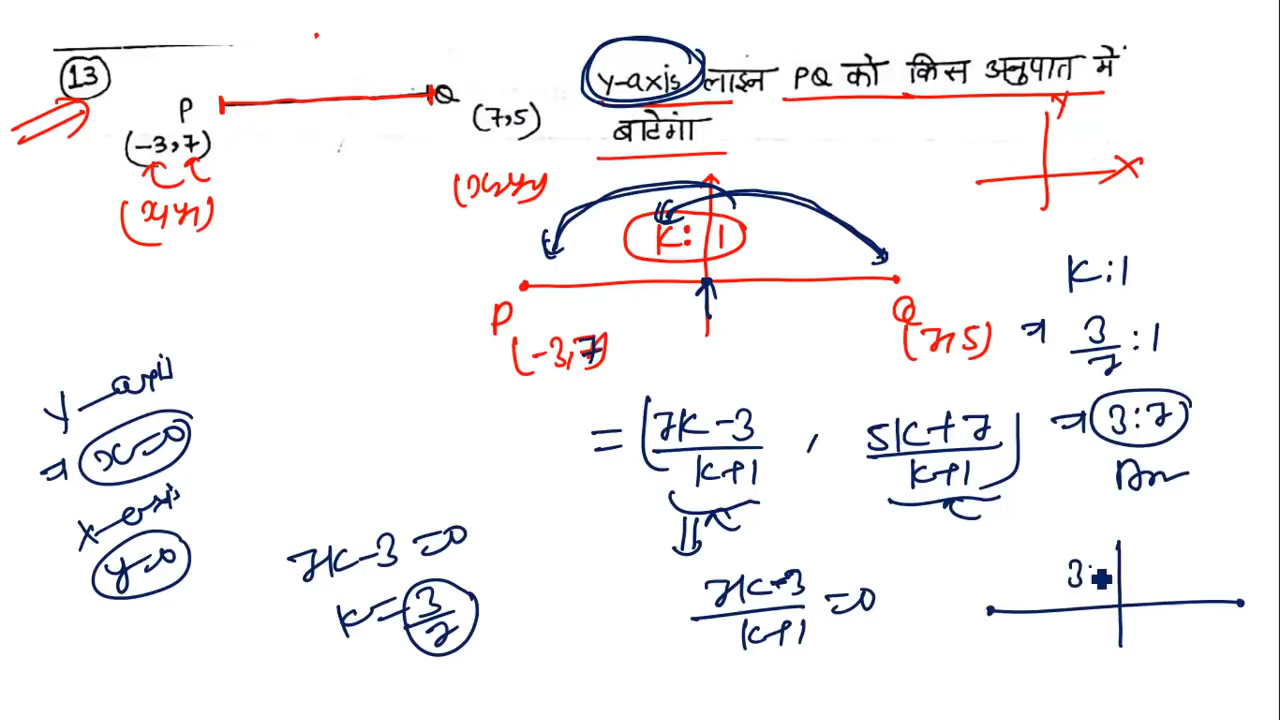 13
y-axis लाइन PQ को किस अनुपात में
बाटेगा
P Q
(-3,7) (7,5)
(x₁y₁) (x₂,y₂)
Y
X
K: 1
P Q
(-3,7) (7,5)
K:1
⇒ 3/7 : 1
= (7K-3/K+1 , 5K+7/K+1)
⇒ 3:7
Ans
Y-axis
⇒ x=0
X-axis
y=0
7K-3=0
K=3/7
7K-3/K+1 =0
3: